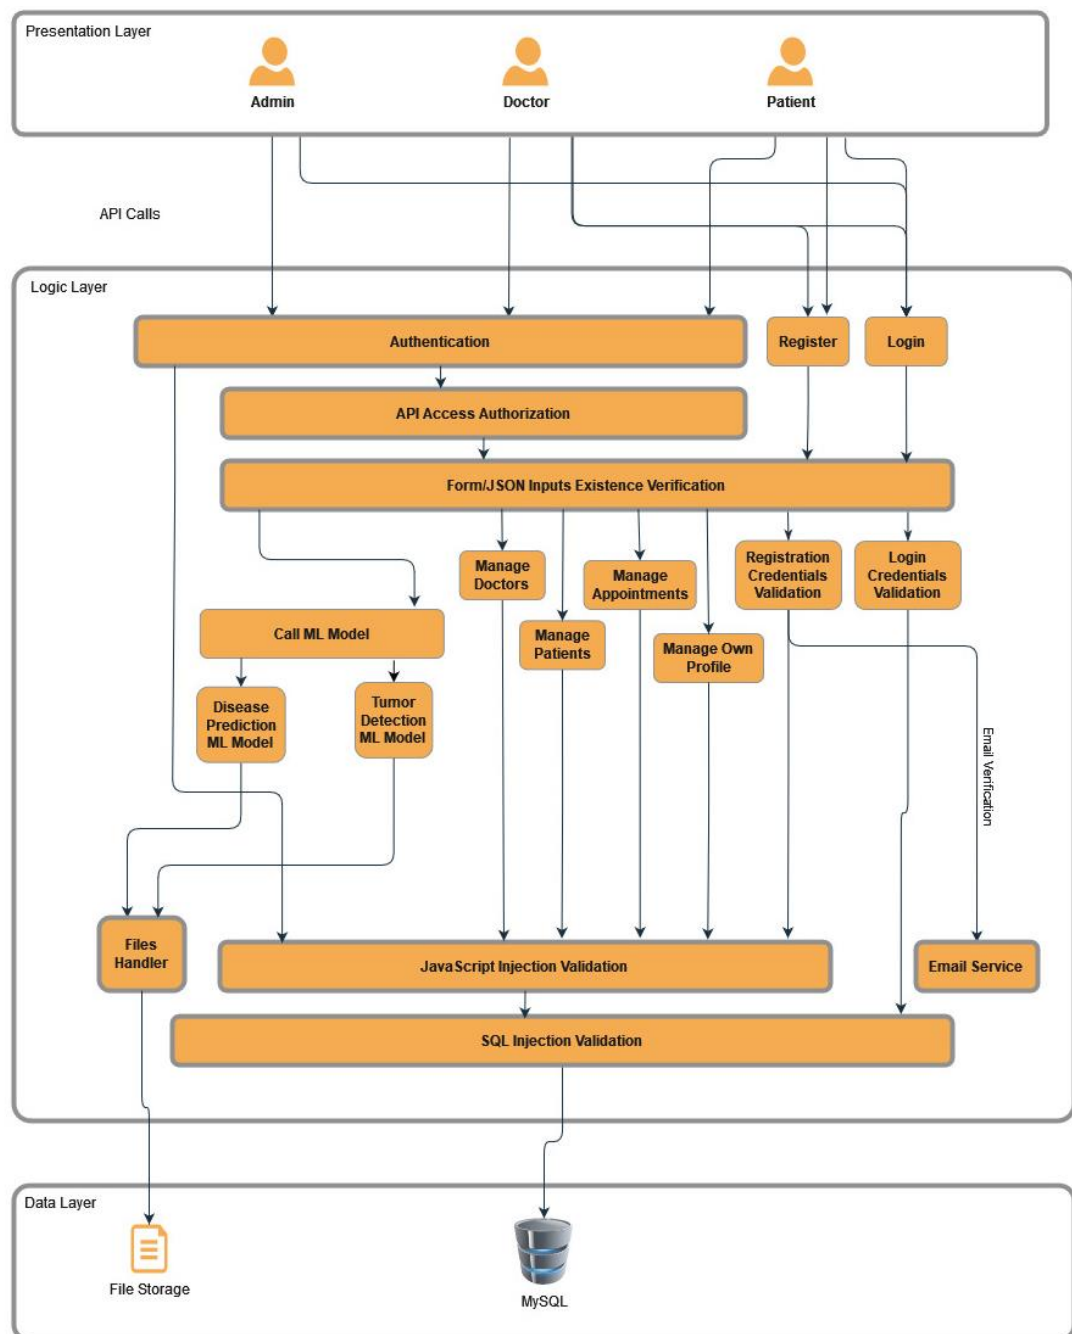 Presentation Layer
Admin
Doctor
Patient
API Calls
Logic Layer
Authentication
Register
Login
API Access Authorization
Form/JSON Inputs Existence Verification
Manage
Doctors
Manage
Appointments
Registration
Credentials
Validation
Login
Credentials
Validation
Call ML Model
Manage
Patients
Manage Own
Profile
Disease
Prediction
ML Model
Tumor
Detection
ML Model
Email Verification
Files
Handler
JavaScript Injection Validation
Email Service
SQL Injection Validation
Data Layer
File Storage
MySQL